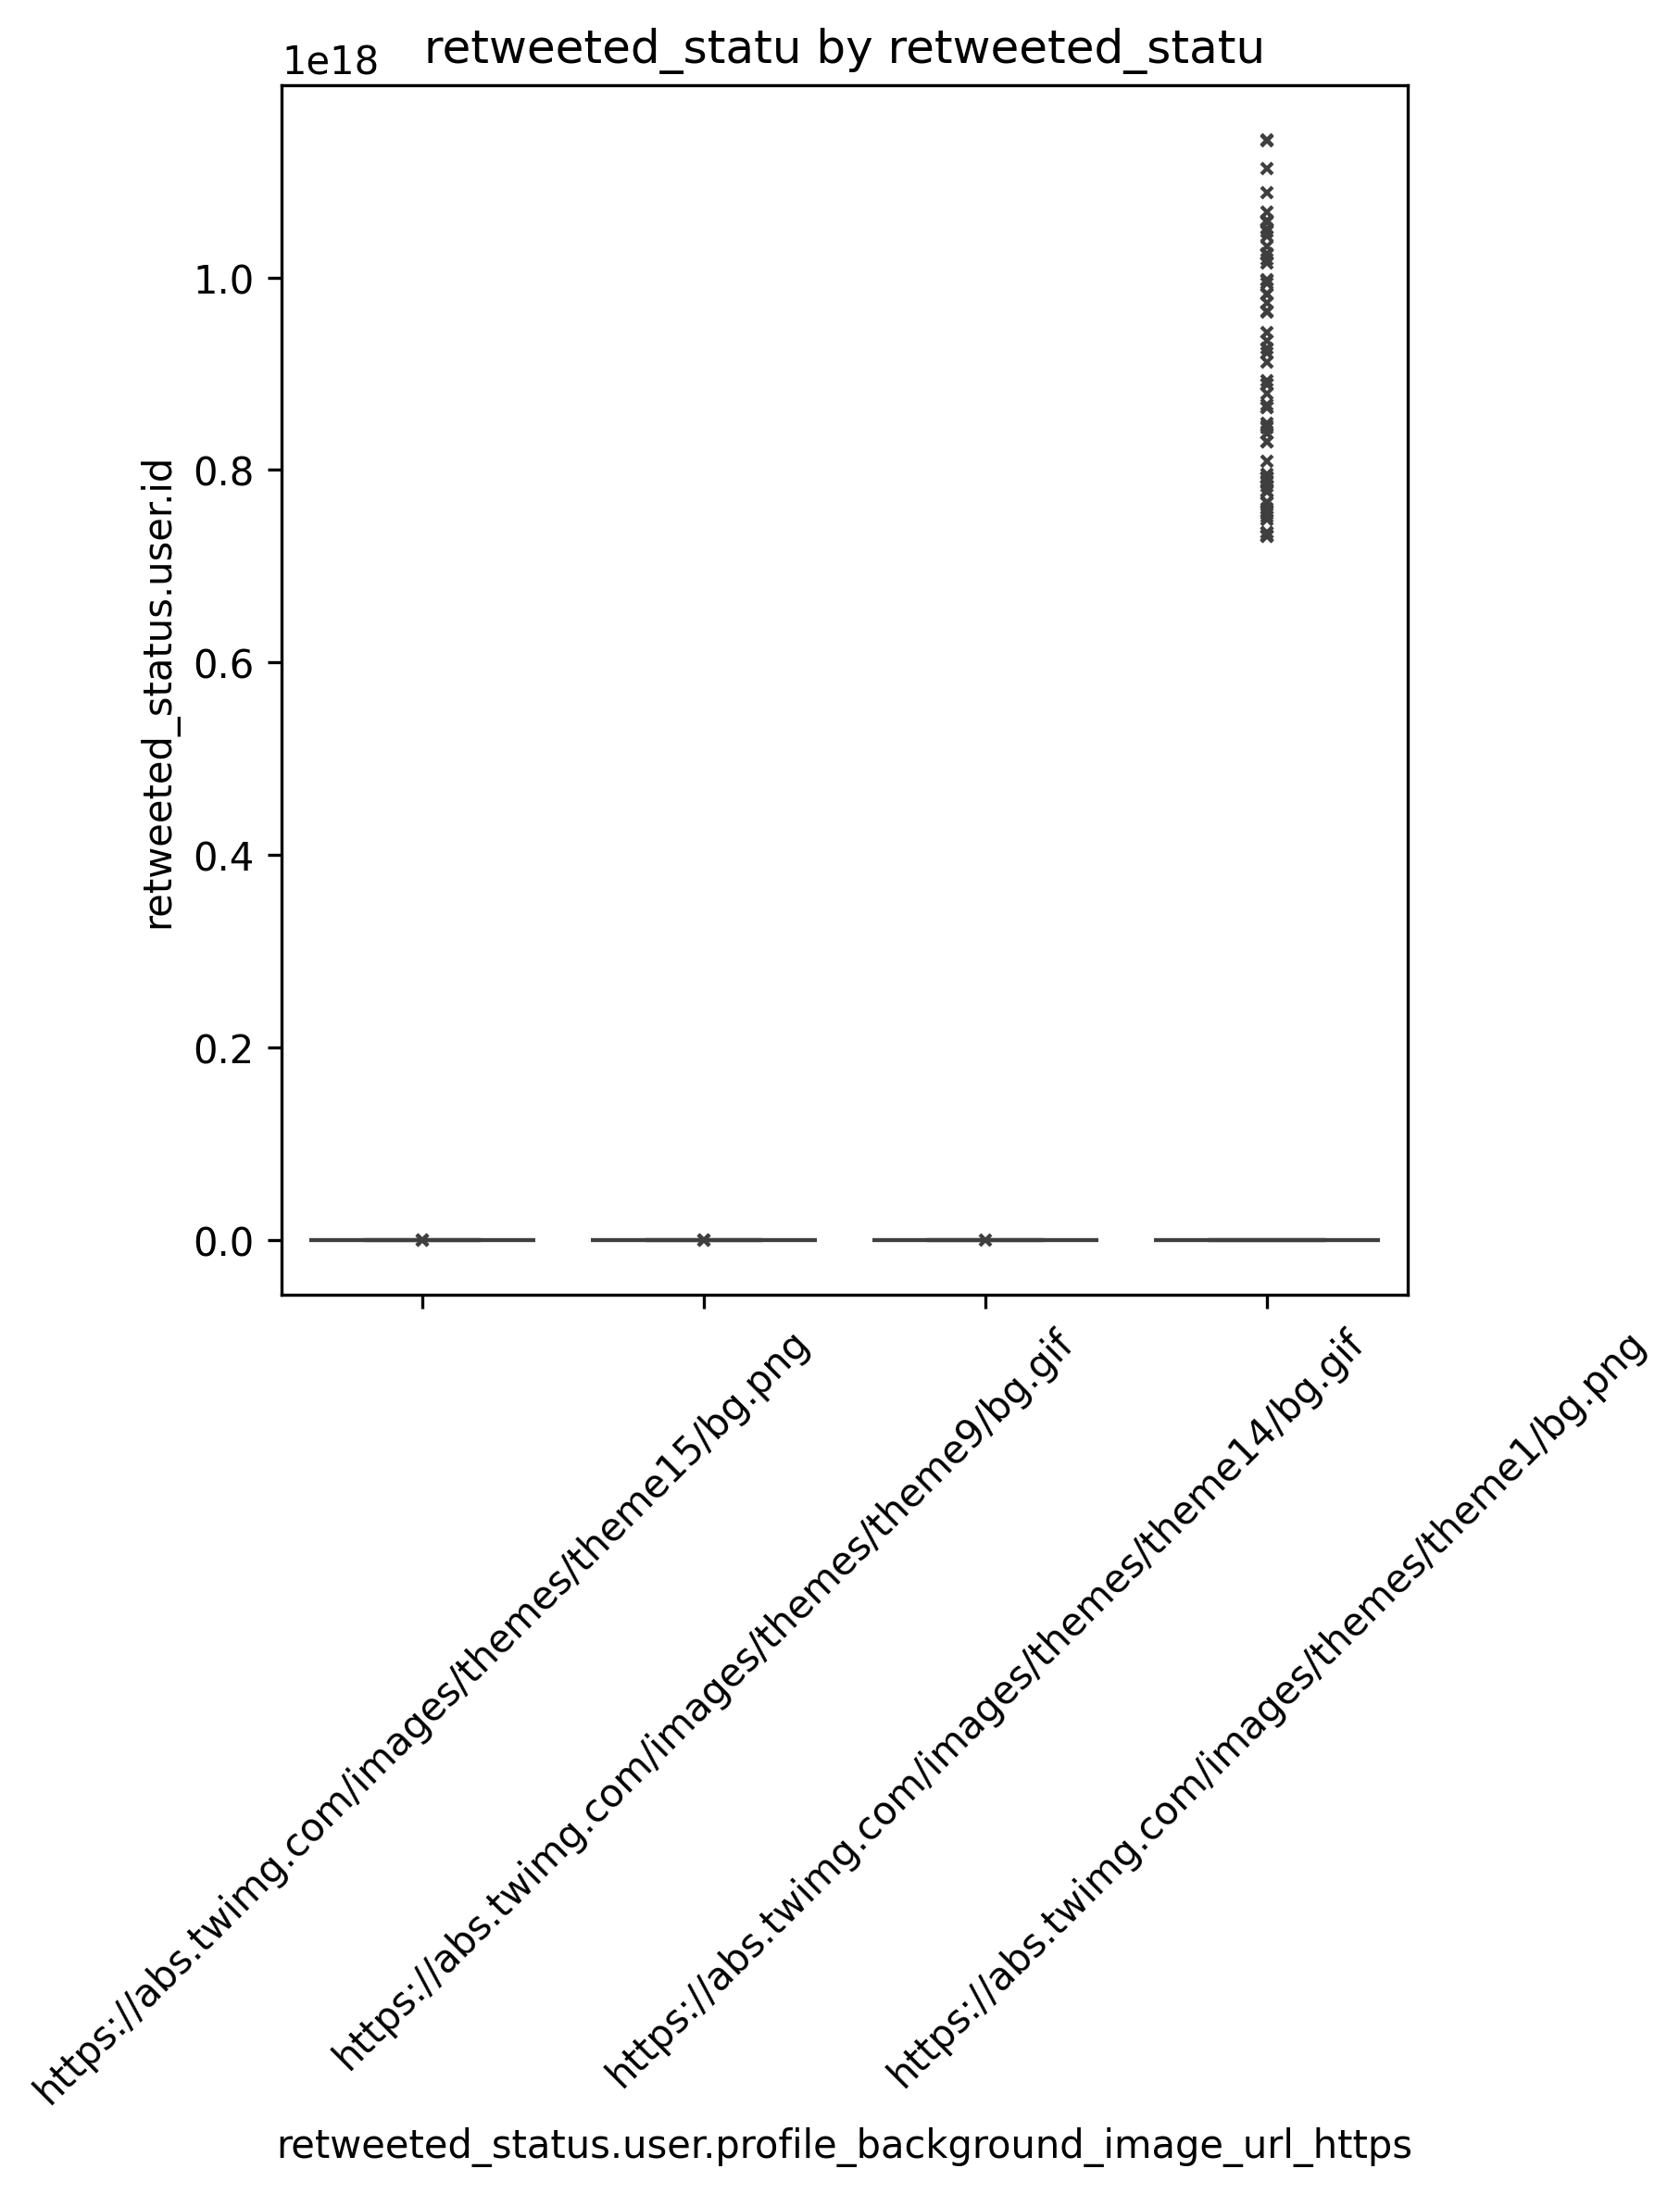 retweeted_statu by retweeted_statu
1e18
1.0
0.8
0.6
0.4
0.2
0.0
retweeted_status.user.id
https://abs.twimg.com/images/themes/theme15/bg.png
https://abs.twimg.com/images/themes/theme9/bg.gif
https://abs.twimg.com/images/themes/theme14/bg.gif
https://abs.twimg.com/images/themes/theme1/bg.png
retweeted_status.user.profile_background_image_url_https